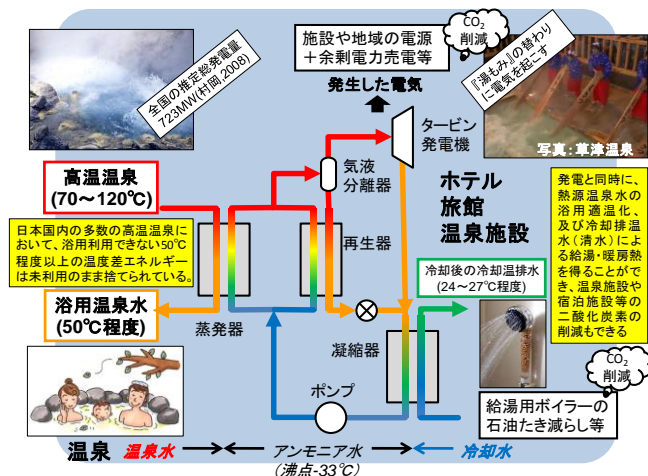 全国の推定総発電量
723MW(村岡,2008)
施設や地域の電源
+余剰電力売電等
CO₂
削減
発生した電気
『湯もみ』の替わり
に電気を起こす
写真:草津温泉
タービン
発電機
気液
分離器
高温温泉
(70~120℃)
日本国内の多数の高温温泉に
おいて、浴用利用できない50℃
程度以上の温度差エネルギー
は未利用のまま捨てられている。
再生器
ホテル
旅館
温泉施設
発電と同時に、
熱源温泉水の
浴用適温化、
及び冷却排温
水(清水)によ
る給湯・暖房熱
を得ることがで
き、温泉施設や
宿泊施設等の
二酸化炭素の
削減もできる
冷却後の冷却温排水
(24~27℃程度)
浴用温泉水
(50℃程度)
蒸発器
凝縮器
ポンプ
CO₂
削減
給湯用ボイラーの
石油たき減らし等
温泉 温泉水
アンモニア水
(沸点-33℃)
冷却水